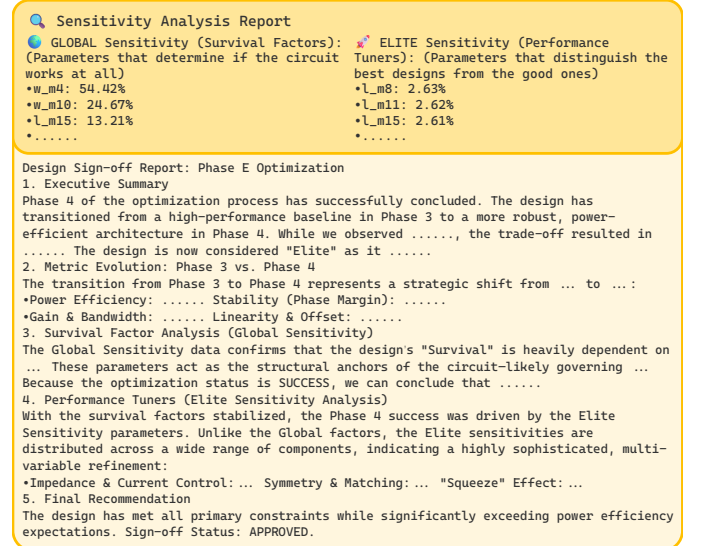 🔍 Sensitivity Analysis Report
🌍 GLOBAL Sensitivity (Survival Factors):
(Parameters that determine if the circuit
works at all)
•w_m4: 54.42%
•w_m10: 24.67%
•l_m15: 13.21%
•......
🚀 ELITE Sensitivity (Performance
Tuners): (Parameters that distinguish the
best designs from the good ones)
•l_m8: 2.63%
•l_m11: 2.62%
•l_m15: 2.61%
•......
Design Sign-off Report: Phase E Optimization
1. Executive Summary
Phase 4 of the optimization process has successfully concluded. The design has
transitioned from a high-performance baseline in Phase 3 to a more robust, power-
efficient architecture in Phase 4. While we observed ......, the trade-off resulted in
...... The design is now considered "Elite" as it ......
2. Metric Evolution: Phase 3 vs. Phase 4
The transition from Phase 3 to Phase 4 represents a strategic shift from ... to ...:
•Power Efficiency: ...... Stability (Phase Margin): ......
•Gain & Bandwidth: ...... Linearity & Offset: ......
3. Survival Factor Analysis (Global Sensitivity)
The Global Sensitivity data confirms that the design's "Survival" is heavily dependent on
... These parameters act as the structural anchors of the circuit-likely governing ...
Because the optimization status is SUCCESS, we can conclude that ......
4. Performance Tuners (Elite Sensitivity Analysis)
With the survival factors stabilized, the Phase 4 success was driven by the Elite
Sensitivity parameters. Unlike the Global factors, the Elite sensitivities are
distributed across a wide range of components, indicating a highly sophisticated, multi-
variable refinement:
•Impedance & Current Control: ... Symmetry & Matching: ... "Squeeze" Effect: ...
5. Final Recommendation
The design has met all primary constraints while significantly exceeding power efficiency
expectations. Sign-off Status: APPROVED.